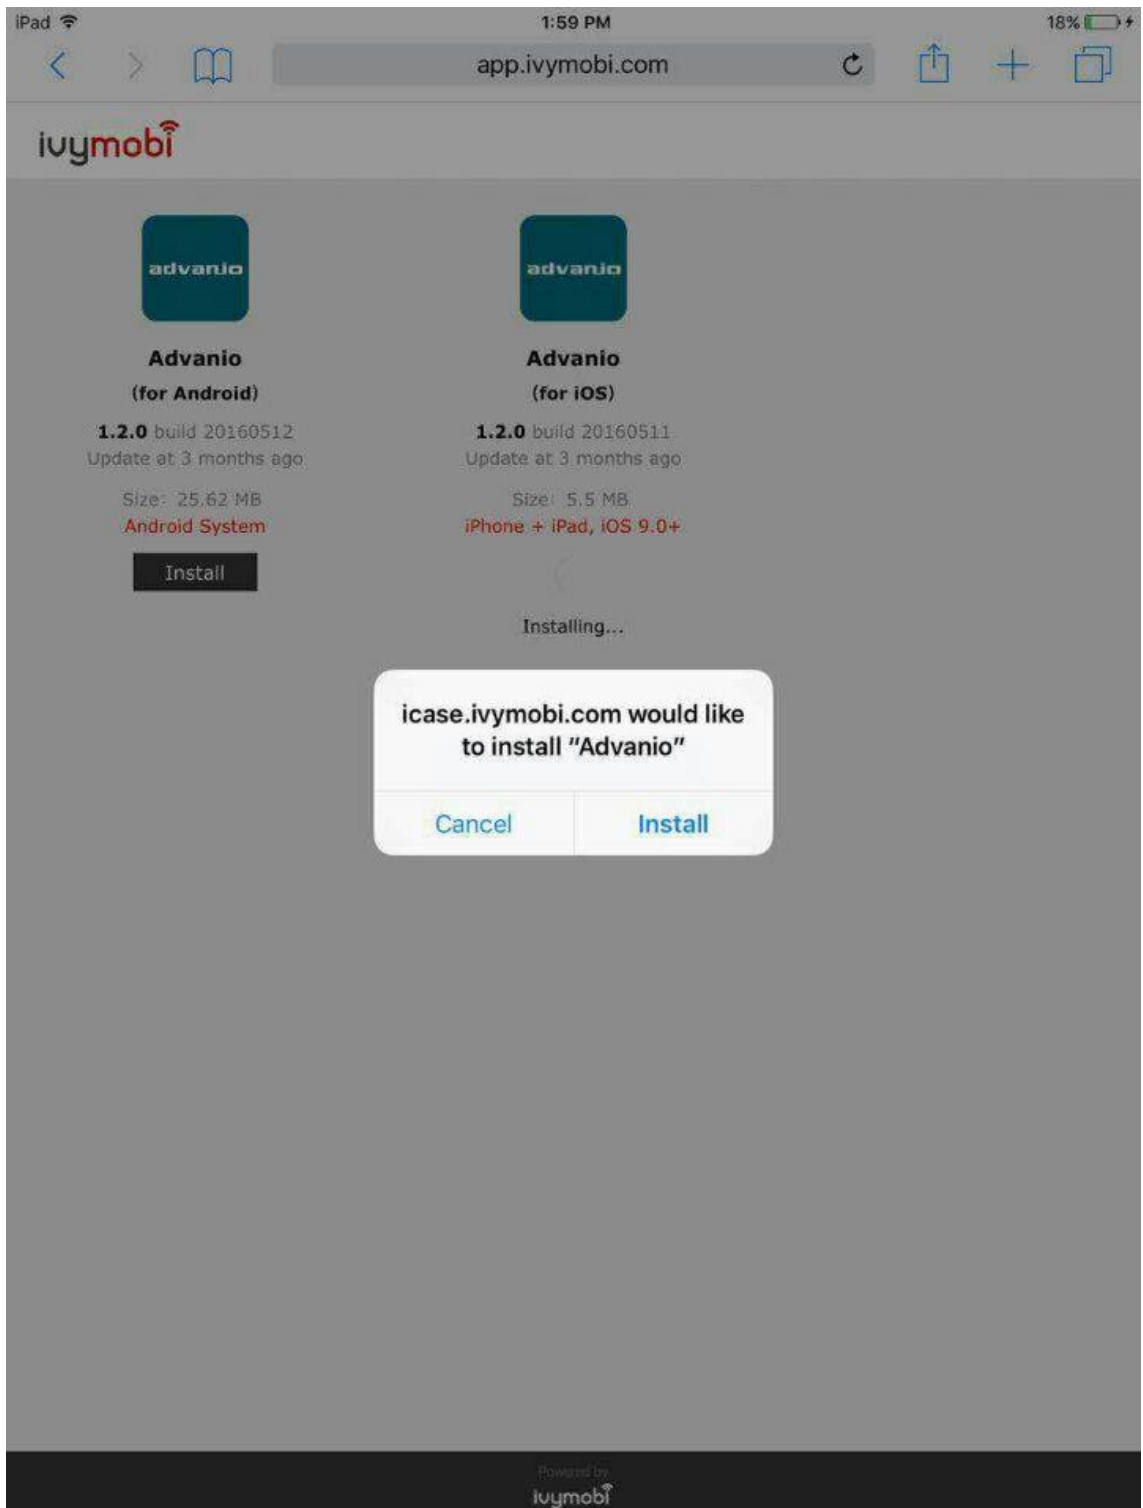 iPad 1:59 PM 18%
app.ivymobi.com
ivymobi
advanio advanio
Advanio Advanio
(for Android) (for iOS)
1.2.0 build 20160512 1.2.0 build 20160511
Update at 3 months ago Update at 3 months ago
Size: 25.62 MB Size: 5.5 MB
Android System iPhone + iPad, iOS 9.0+
Install
Installing...
icase.ivymobi.com would like
to install "Advanio"
Cancel Install
Powered by
ivymobi